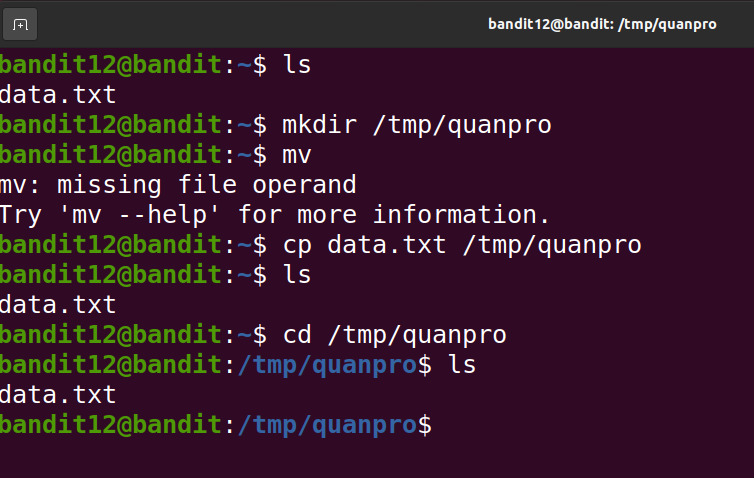 bandit12@bandit: /tmp/quanpro
bandit12@bandit:~$ ls
data.txt
bandit12@bandit:~$ mkdir /tmp/quanpro
bandit12@bandit:~$ mv
mv: missing file operand
Try 'mv --help' for more information.
bandit12@bandit:~$ cp data.txt /tmp/quanpro
bandit12@bandit:~$ ls
data.txt
bandit12@bandit:~$ cd /tmp/quanpro
bandit12@bandit:/tmp/quanpro$ ls
data.txt
bandit12@bandit:/tmp/quanpro$